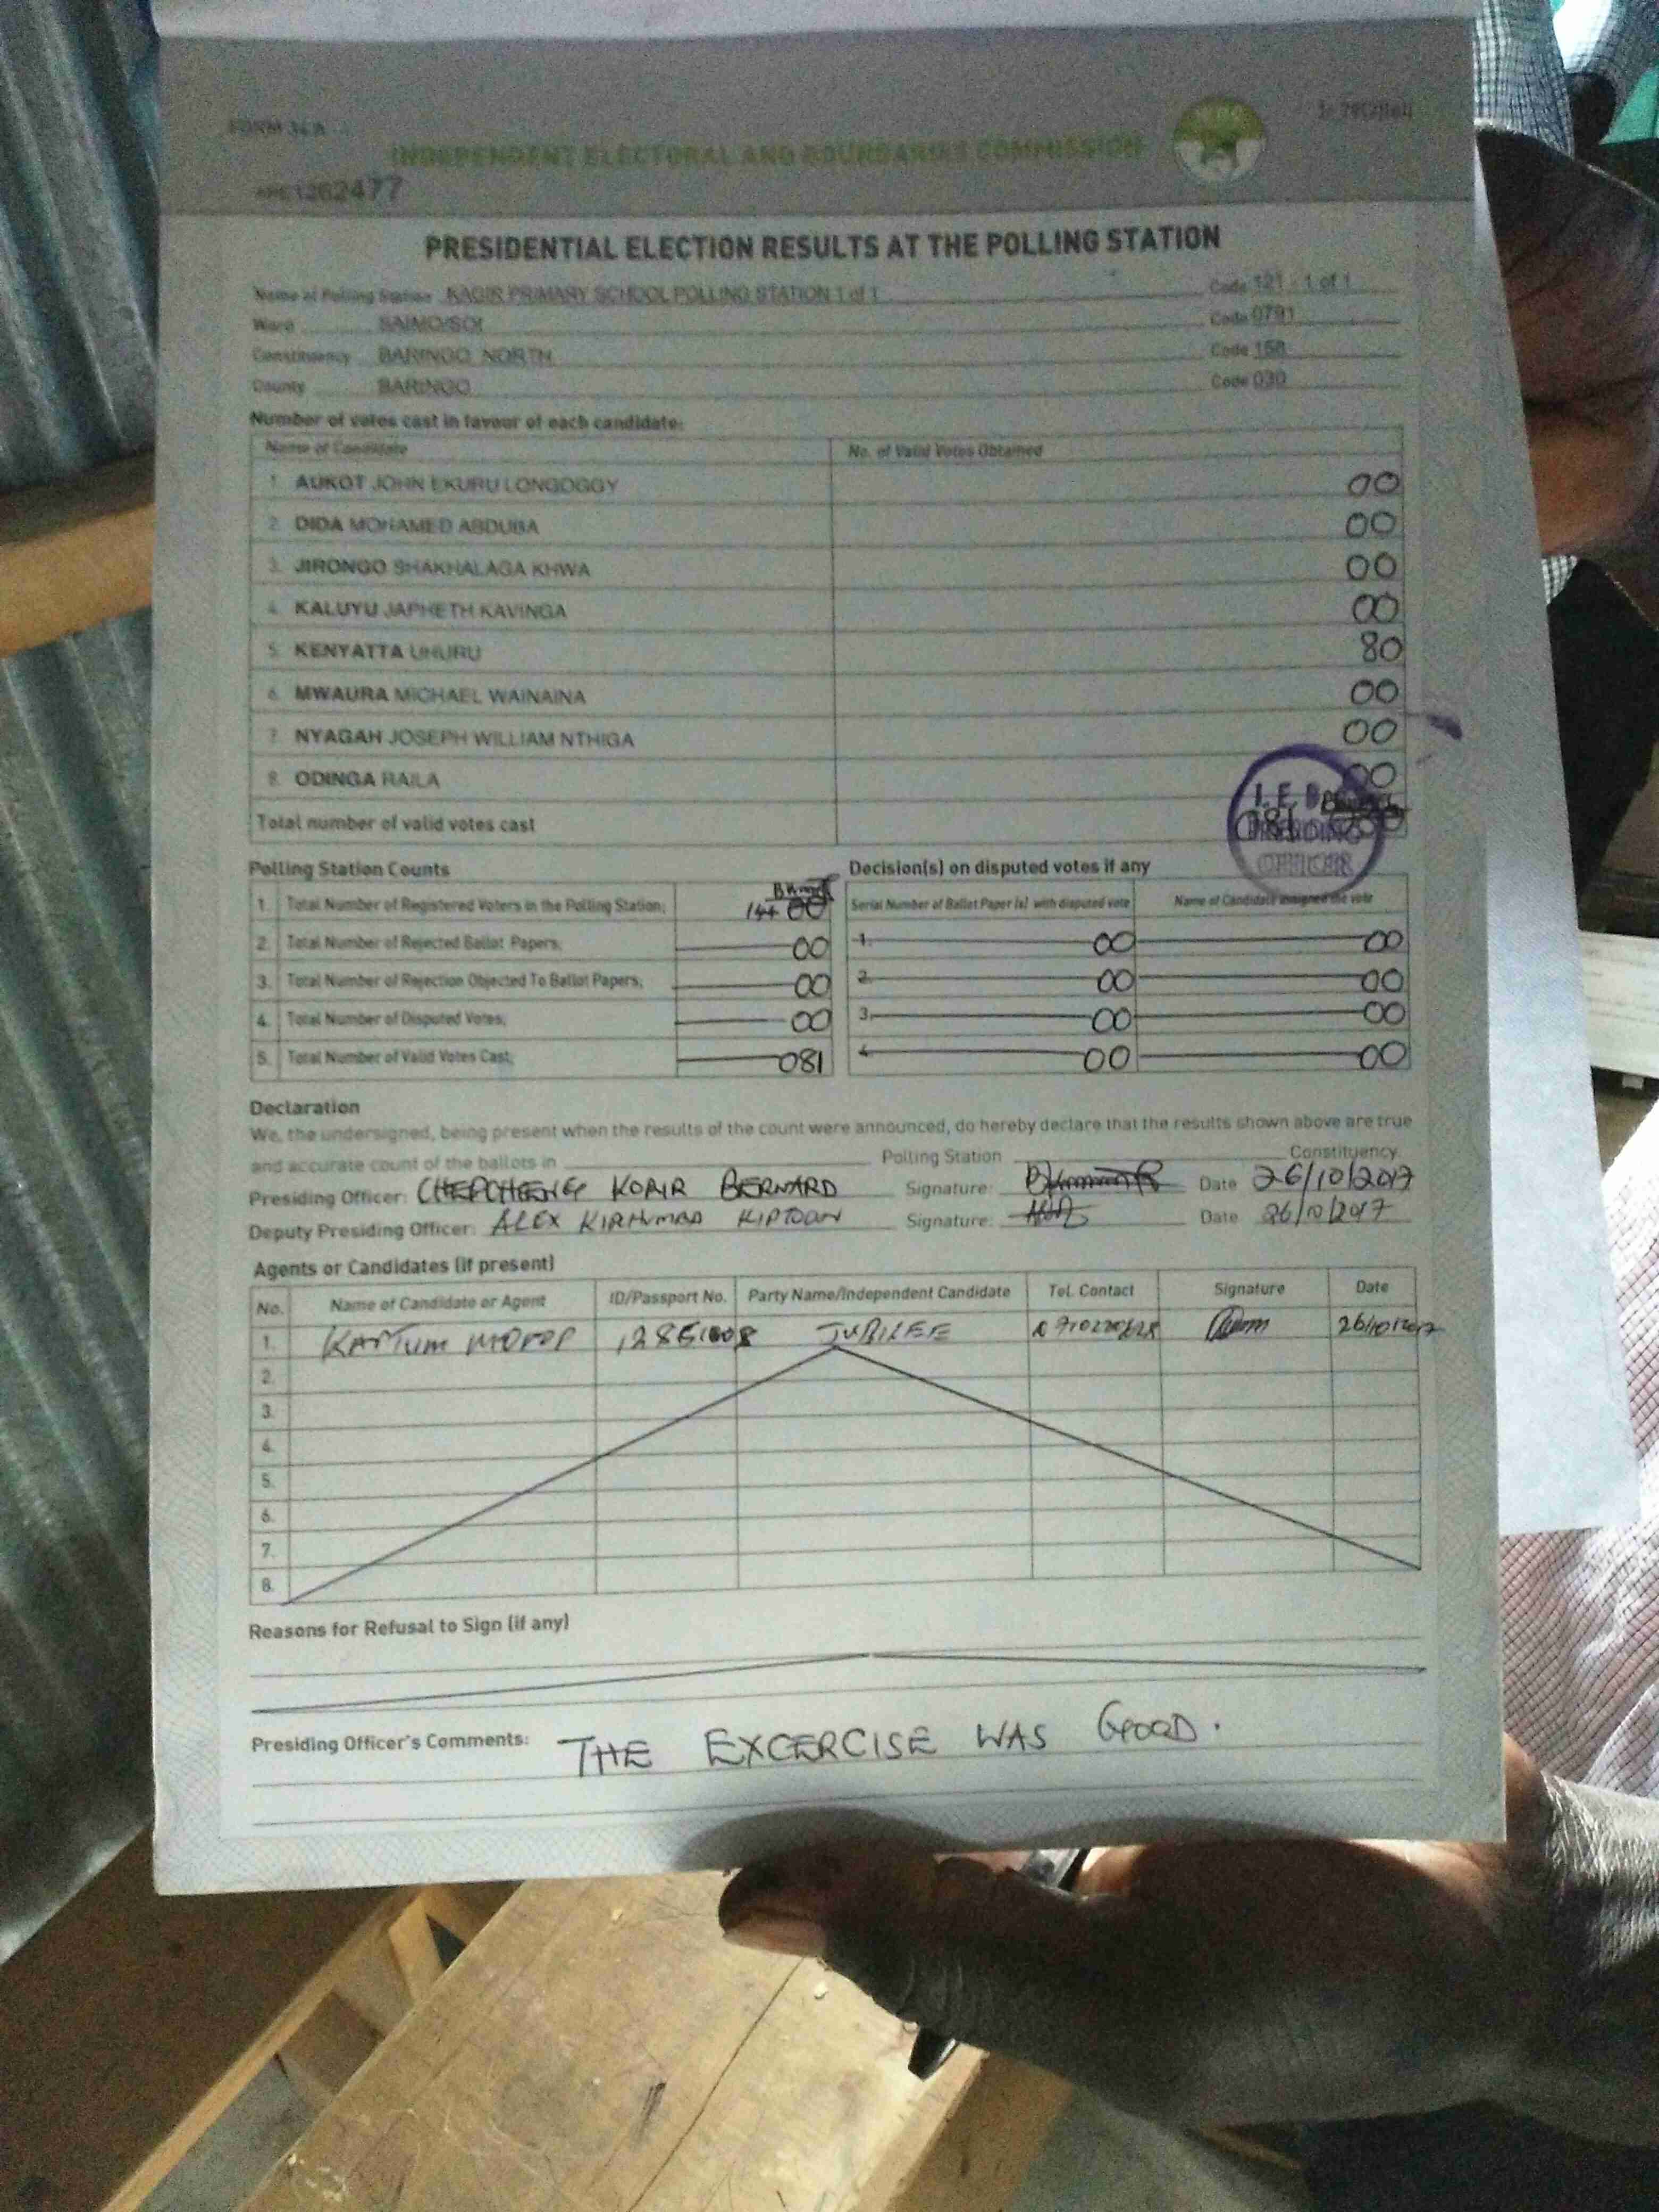 FORM 34A
INDEPENDENT ELECTORAL AND BOUNDARIES COMMISSION
1262477
PRESIDENTIAL ELECTION RESULTS AT THE POLLING STATION
Name of Polling Station KAGIR PRIMARY SCHOOL POLLING STATION 1 of 1 Code 121 - 1 of 1
Ward SAIMO/SOI Code 0791
Constituency BARINGO NORTH Code 158
County BARINGO Code 030
Number of votes cast in favour of each candidate:
Name of Candidate No. of Valid Votes Obtained
1. AUKOT JOHN EKURU LONGOGGY 00
2. DIDA MOHAMED ABDUBA 00
3. JIRONGO SHAKHALAGA KHWA 00
4. KALUYU JAPHETH KAVINGA 00
5. KENYATTA UHURU 80
6. MWAURA MICHAEL WAINAINA 00
7. NYAGAH JOSEPH WILLIAM NTHIGA 00
8. ODINGA RAILA 00
Total number of valid votes cast 081
I.E.B
PRESIDING
OFFICER
Polling Station Counts Decision(s) on disputed votes if any
1. Total Number of Registered Voters in the Polling Station; 144 00 Serial Number of Ballot Paper (s) with disputed vote Name of Candidate assigned the vote
2. Total Number of Rejected Ballot Papers; 00 1. 00 00
3. Total Number of Rejection Objected To Ballot Papers; 00 2. 00 00
4. Total Number of Disputed Votes; 00 3. 00 00
5. Total Number of Valid Votes Cast; 081 4 00 00
Declaration
We, the undersigned, being present when the results of the count were announced, do hereby declare that the results shown above are true
and accurate count of the ballots in Polling Station Constituency.
Presiding Officer: KORIR BERNARD Signature: Date 26/10/2017
Deputy Presiding Officer: ALEX Signature: Date 26/10/2017
Agents or Candidates (if present)
No. Name of Candidate or Agent ID/Passport No. Party Name/Independent Candidate Tel. Contact Signature Date
1. JUBILEE 26/10/2017
2.
3.
4.
5.
6.
7.
8.
Reasons for Refusal to Sign (if any)
Presiding Officer's Comments: THE EXCERCISE WAS GOOD.